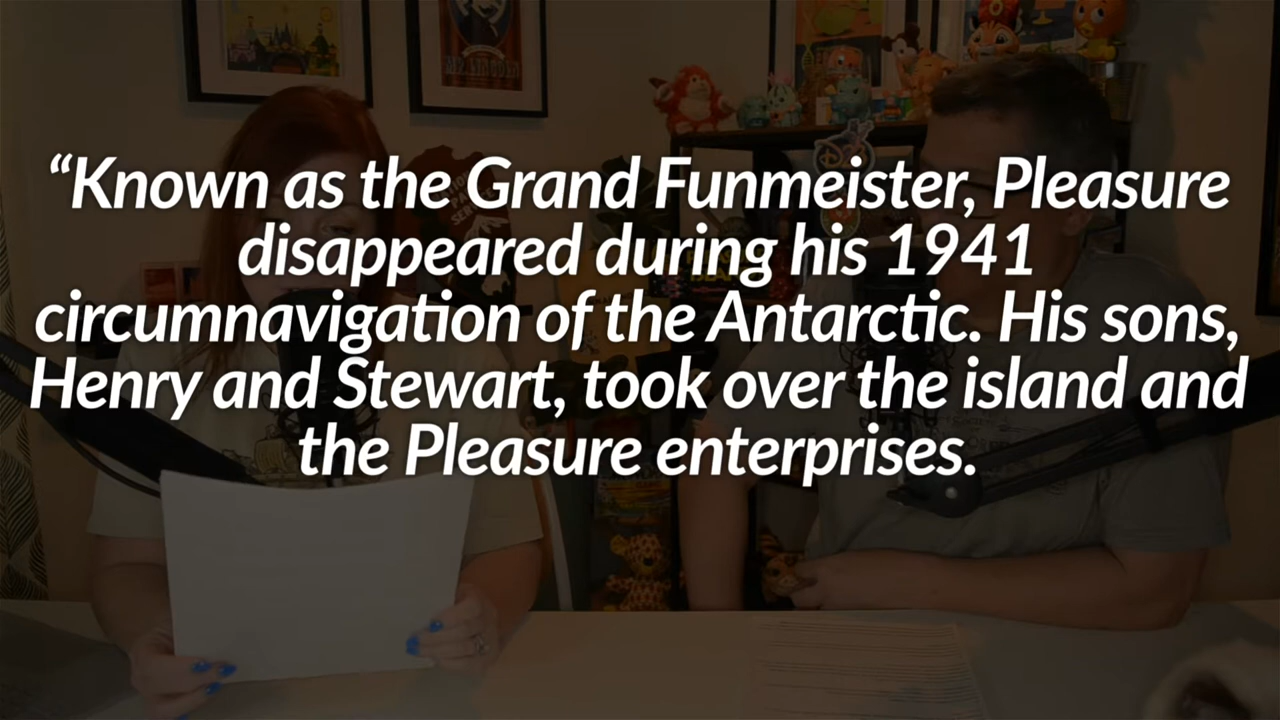 “Known as the Grand Funmeister, Pleasure
disappeared during his 1941
circumnavigation of the Antarctic. His sons,
Henry and Stewart, took over the island and
the Pleasure enterprises.